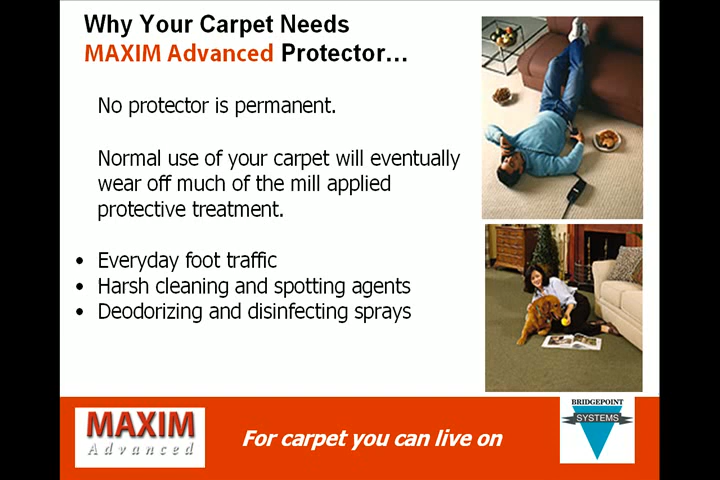 Why Your Carpet Needs
MAXIM Advanced Protector...
No protector is permanent.
Normal use of your carpet will eventually
wear off much of the mill applied
protective treatment.
• Everyday foot traffic
• Harsh cleaning and spotting agents
• Deodorizing and disinfecting sprays
MAXIM
Advanced
For carpet you can live on
BRIDGEPOINT
SYSTEMS